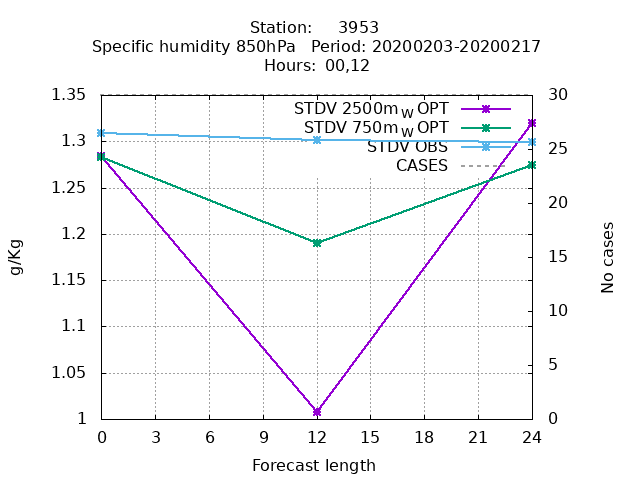 Station: 3953
Specific humidity 850hPa Period: 20200203-20200217
Hours: 00,12
1.35
1.3
1.25
1.2
1.15
1.1
1.05
1
g/Kg
STDV 2500m W OPT
STDV 750m W OPT
STDV OBS
CASES
30
25
20
15
10
5
0
No cases
0 3 6 9 12 15 18 21 24
Forecast length